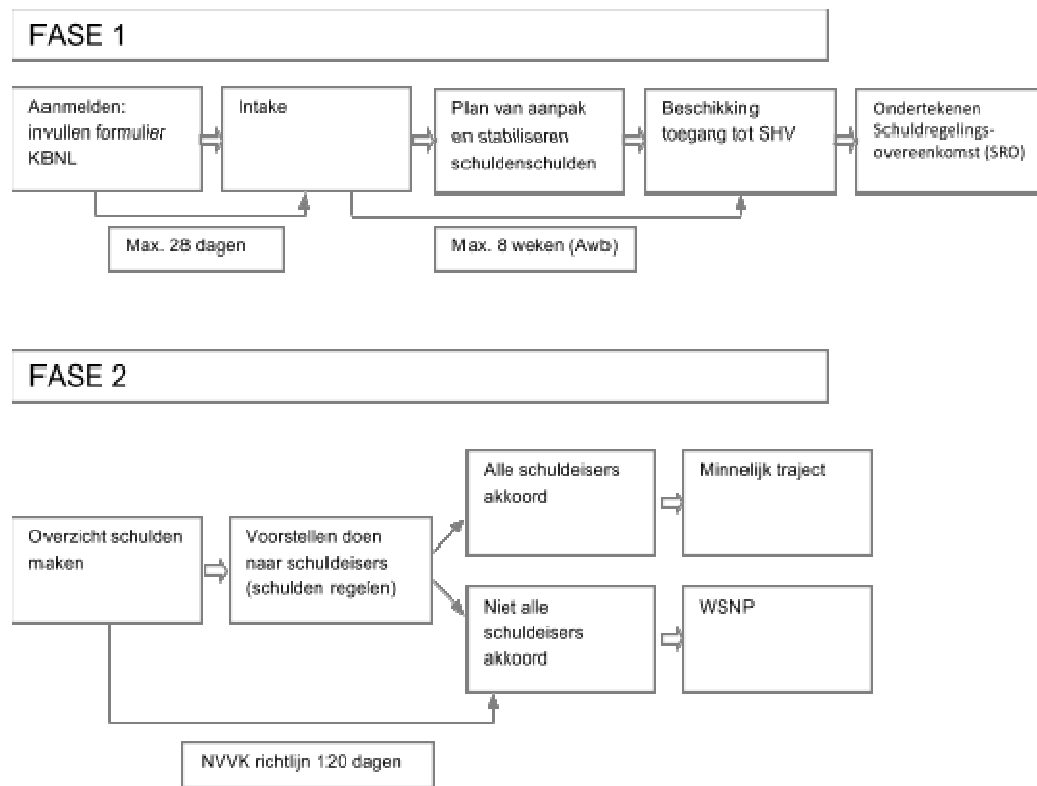 FASE 1
Aanmelden:
invullen formulier
KBNL
Intake
Plan van aanpak
en stabiliseren
schuldenschulden
Beschikking
toegang tot SHV
Ondertekenen
Schuldregelings-
overeenkomst (SRO)
Max. 28 dagen
Max. 8 weken (Awb)
FASE 2
Overzicht schulden
maken
Voorstellen doen
naar schuldeisers
(schulden regelen)
Alle schuldeisers
akkoord
Minnelijk traject
Niet alle
schuldeisers
akkoord
WSNP
NVVK richtlijn 120 dagen